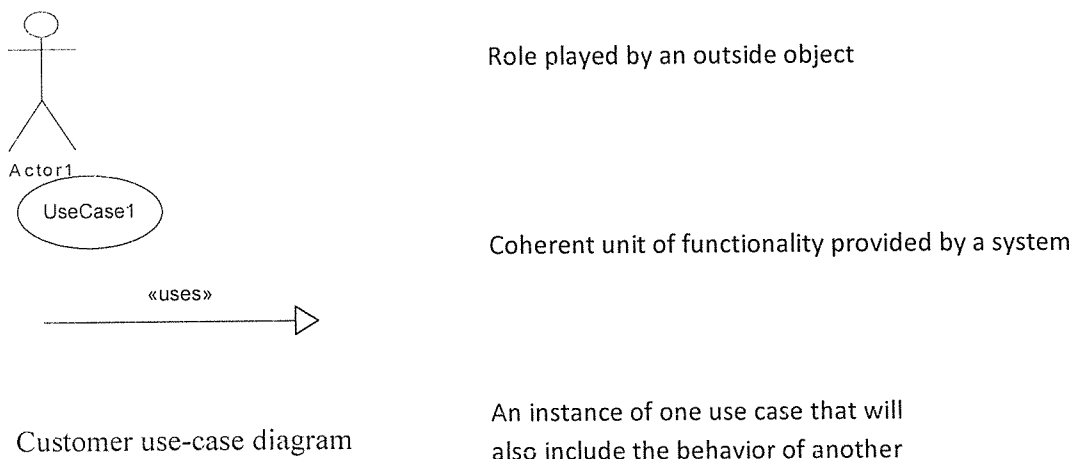 Role played by an outside object
Actor1
UseCase1
Coherent unit of functionality provided by a system
«uses»
An instance of one use case that will
Customer use-case diagram
also include the behavior of another